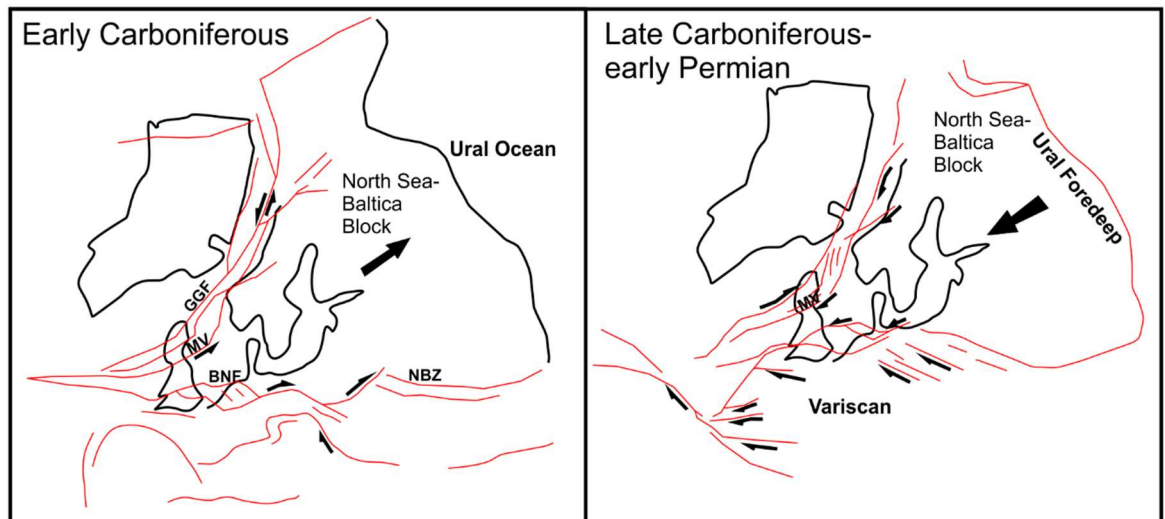 Early Carboniferous
Ural Ocean
North Sea-
Baltica
Block
GGF
MV
BNF
NBZ
Late Carboniferous-
early Permian
North Sea-
Baltica
Block
Ural Foredeep
MV
Variscan